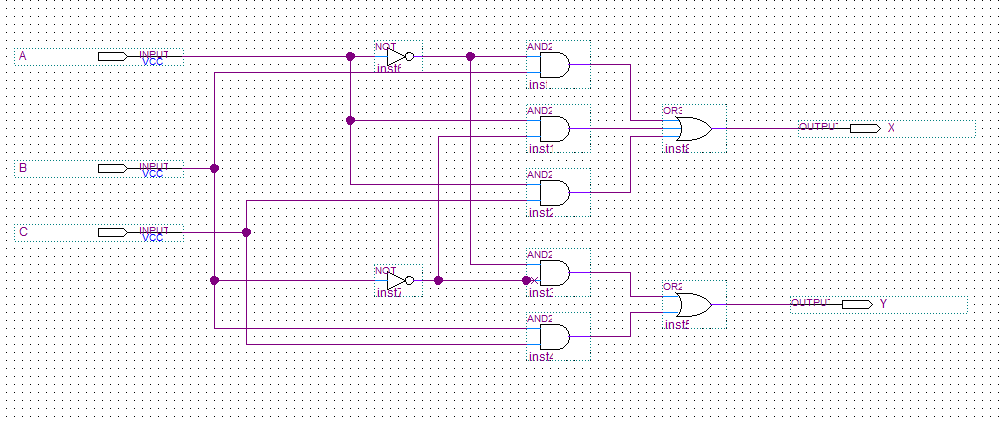 A INPUT
VCC
NOT
inst6
AND2
inst
AND2
inst1
OR3
inst8
OUTPUT X
B INPUT
VCC
AND2
inst2
C INPUT
VCC
NOT
inst7
AND2
inst3
OR2
inst5
OUTPUT Y
AND2
inst4